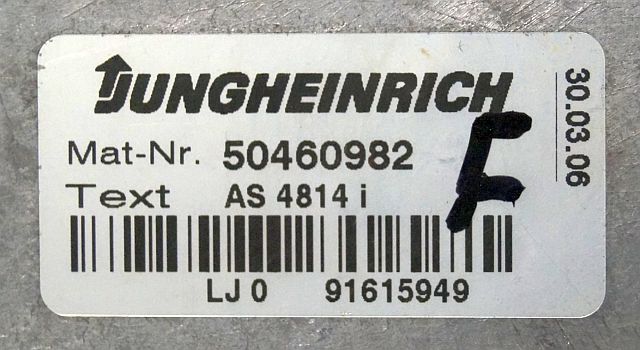 JUNGHEINRICH
30.03.06
Mat-Nr. 50460982
F
Text AS 4814 i
LJ 0 91615949